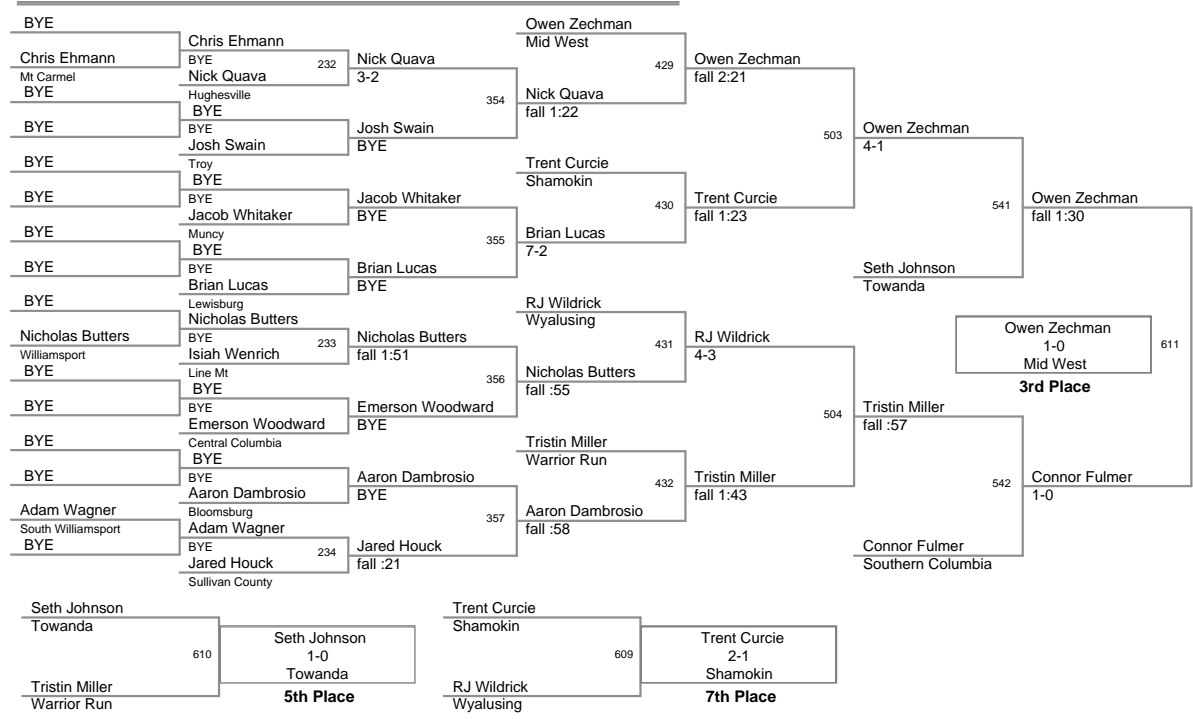 BYE
Chris Ehmann
Mt Carmel
BYE
BYE
BYE
BYE
BYE
BYE
BYE
Nicholas Butters
Williamsport
BYE
BYE
BYE
BYE
Adam Wagner
South Williamsport
BYE
Chris Ehmann
BYE
232
Nick Quava
Hughesville
BYE
BYE
Josh Swain
Troy
BYE
BYE
Jacob Whitaker
Muncy
BYE
BYE
Brian Lucas
Lewisburg
Nicholas Butters
BYE
233
Isiah Wenrich
Line Mt
BYE
BYE
Emerson Woodward
Central Columbia
BYE
BYE
Aaron Dambrosio
Bloomsburg
Adam Wagner
BYE
234
Jared Houck
Sullivan County
Nick Quava
3-2
354
Josh Swain
BYE
Jacob Whitaker
BYE
355
Brian Lucas
BYE
Nicholas Butters
fall 1:51
356
Emerson Woodward
BYE
Aaron Dambrosio
BYE
357
Jared Houck
fall :21
Owen Zechman
Mid West
429
Nick Quava
fall 1:22
Trent Curcie
Shamokin
430
Brian Lucas
7-2
RJ Wildrick
Wyalusing
431
Nicholas Butters
fall :55
Tristin Miller
Warrior Run
432
Aaron Dambrosio
fall :58
Owen Zechman
fall 2:21
503
Trent Curcie
fall 1:23
RJ Wildrick
4-3
504
Tristin Miller
fall 1:43
Owen Zechman
4-1
541
Seth Johnson
Towanda
Tristin Miller
fall :57
542
Connor Fulmer
Southern Columbia
Owen Zechman
fall 1:30
Owen Zechman
1-0
611
Mid West
3rd Place
Connor Fulmer
1-0
Seth Johnson
Towanda
610
Tristin Miller
Warrior Run
Seth Johnson
1-0
Towanda
5th Place
Trent Curcie
Shamokin
609
RJ Wildrick
Wyalusing
Trent Curcie
2-1
Shamokin
7th Place